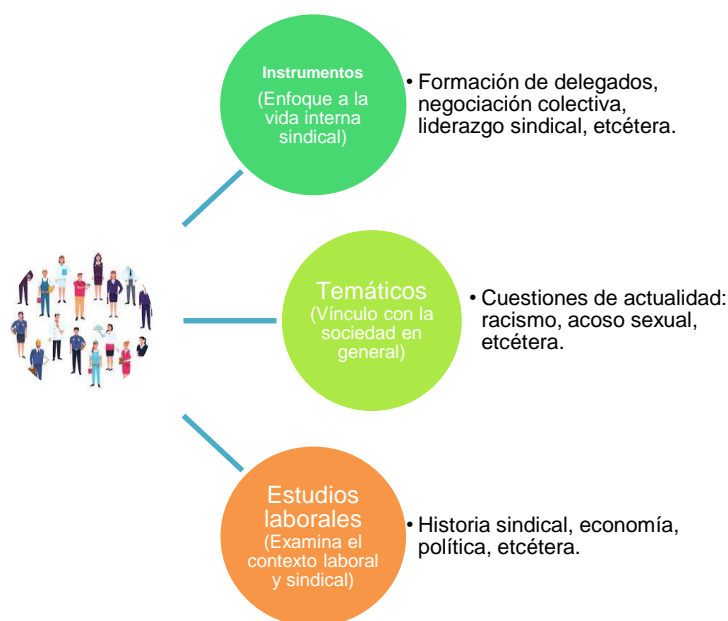 Instrumentos
(Enfoque a la
vida interna
sindical)
• Formación de delegados,
negociación colectiva,
liderazgo sindical, etcétera.
Temáticos
(Vínculo con la
sociedad en
general)
• Cuestiones de actualidad:
racismo, acoso sexual,
etcétera.
Estudios
laborales
(Examina el
contexto laboral
y sindical)
• Historia sindical, economía,
política, etcétera.